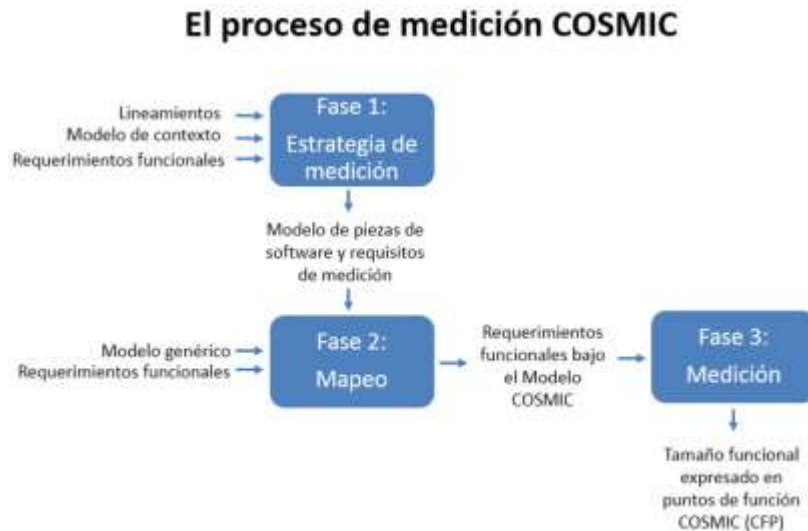 El proceso de medición COSMIC
Lineamientos
Modelo de contexto
Requerimientos funcionales
Fase 1:
Estrategia de
medición
Modelo de piezas de
software y requisitos
de medición
Modelo genérico
Requerimientos funcionales
Fase 2:
Mapeo
Requerimientos
funcionales bajo
el Modelo
COSMIC
Fase 3:
Medición
Tamaño funcional
expresado en
puntos de función
COSMIC (CFP)